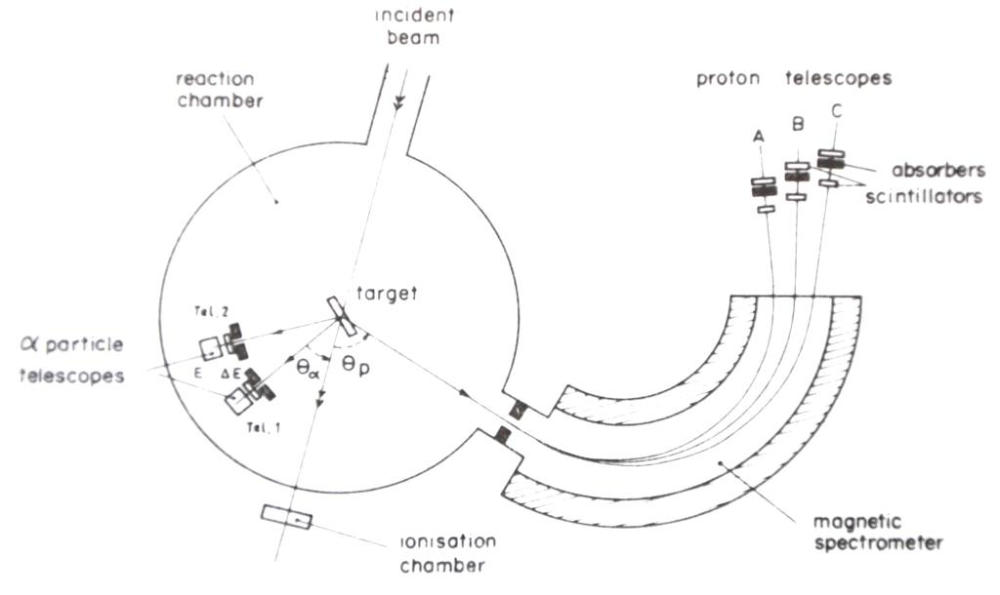 incident
beam
reaction
chamber
proton telescopes
A
B
C
absorbers
scintillators
target
Tel. 2
α particle
telescopes
E ΔE
θα
θp
Tel. 1
magnetic
spectrometer
ionisation
chamber